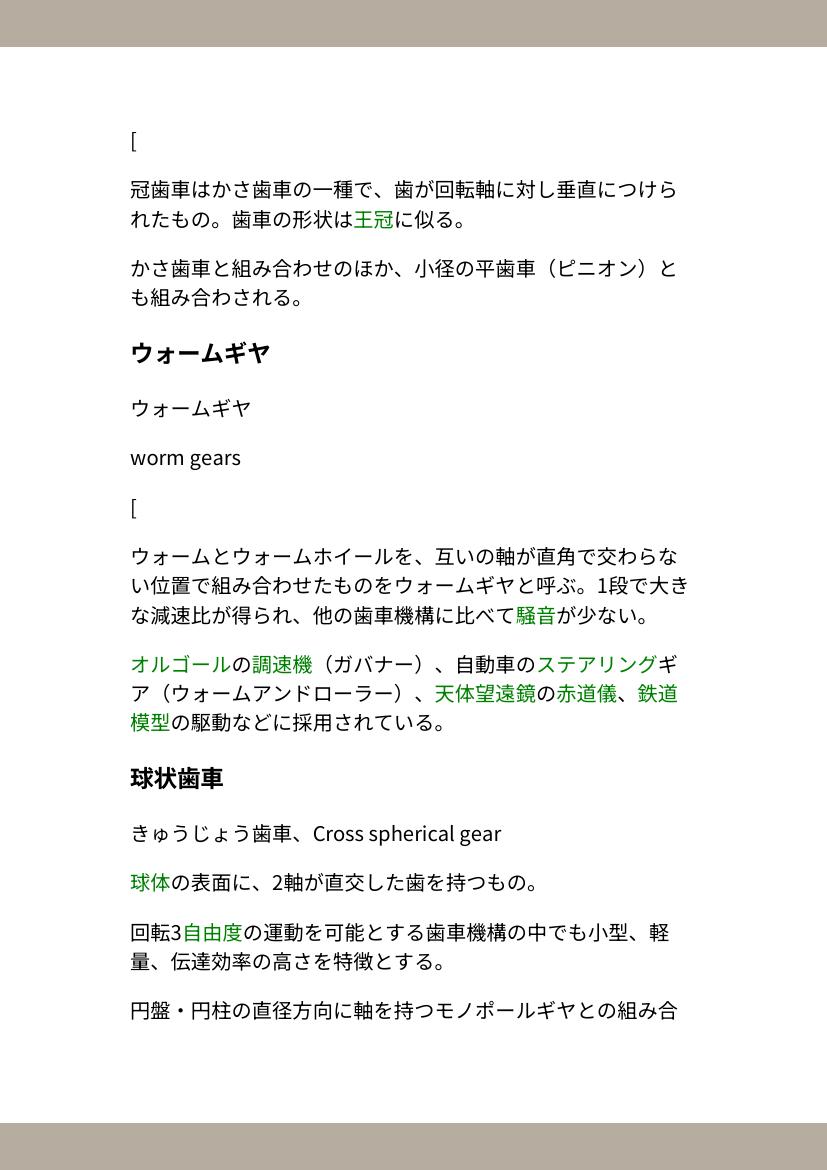 [
冠歯車はかさ歯車の一種で、歯が回転軸に対し垂直につけら
れたもの。歯車の形状は王冠に似る。
かさ歯車と組み合わせのほか、小径の平歯車（ピニオン）と
も組み合わされる。
ウォームギヤ
ウォームギヤ
worm gears
[
ウォームとウォームホイールを、互いの軸が直角で交わらな
い位置で組み合わせたものをウォームギヤと呼ぶ。1段で大き
な減速比が得られ、他の歯車機構に比べて騒音が少ない。
オルゴールの調速機（ガバナー）、自動車のステアリングギ
ア（ウォームアンドローラー）、天体望遠鏡の赤道儀、鉄道
模型の駆動などに採用されている。
球状歯車
きゅうじょう歯車、Cross spherical gear
球体の表面に、2軸が直交した歯を持つもの。
回転3自由度の運動を可能とする歯車機構の中でも小型、軽
量、伝達効率の高さを特徴とする。
円盤・円柱の直径方向に軸を持つモノポールギヤとの組み合